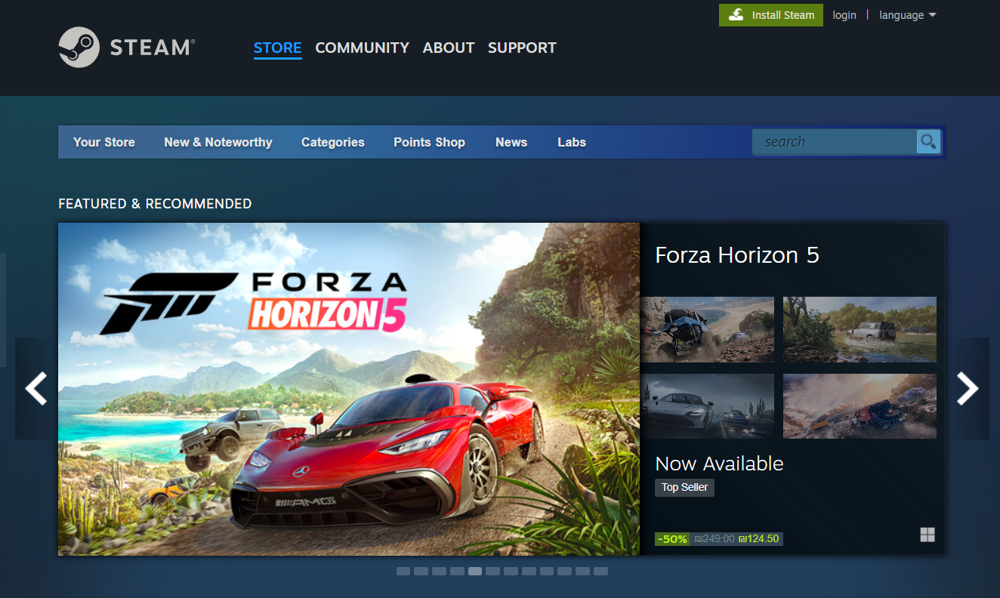 Install Steam login | language
STEAM®
STORE COMMUNITY ABOUT SUPPORT
Your Store New & Noteworthy Categories Points Shop News Labs search
FEATURED & RECOMMENDED
FORZA
HORIZON 5
AMG
Forza Horizon 5
Now Available
Top Seller
-50% ₪249.00 ₪124.50